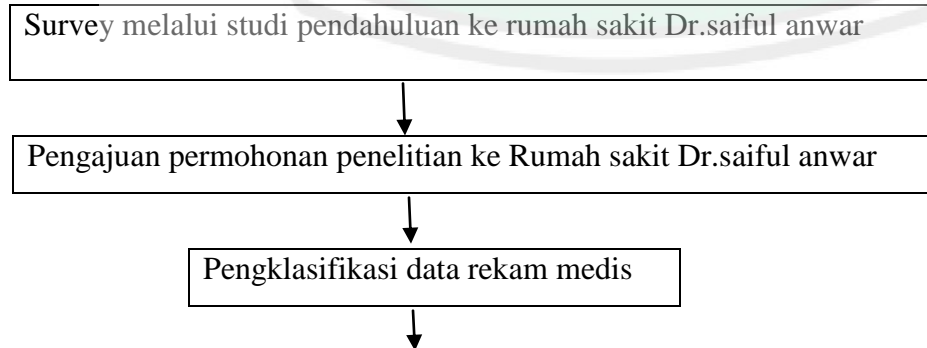 Survey melalui studi pendahuluan ke rumah sakit Dr.saiful anwar
Pengajuan permohonan penelitian ke Rumah sakit Dr.saiful anwar
Pengklasifikasi data rekam medis